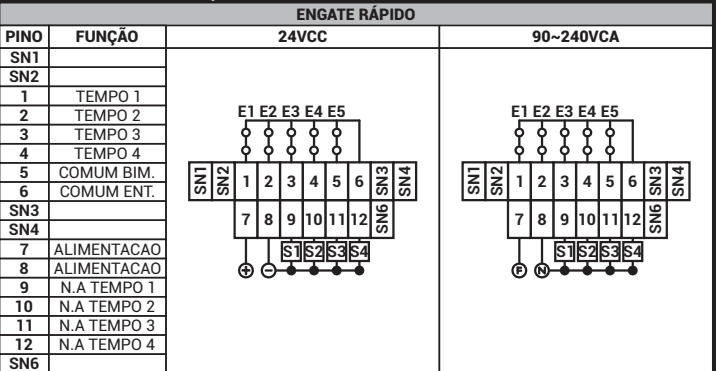 ENGATE RÁPIDO
PINO FUNÇÃO 24VCC 90~240VCA
SN1
SN2
1 TEMPO 1
2 TEMPO 2
3 TEMPO 3
4 TEMPO 4
5 COMUM BIM.
6 COMUM ENT.
SN3
SN4
7 ALIMENTACAO
8 ALIMENTACAO
9 N.A TEMPO 1
10 N.A TEMPO 2
11 N.A TEMPO 3
12 N.A TEMPO 4
SN6
E1 E2 E3 E4 E5
SN1 SN2 1 2 3 4 5 6 SN3 SN4
7 8 9 10 11 12 SN6
S1 S2 S3 S4
+ −
E1 E2 E3 E4 E5
SN1 SN2 1 2 3 4 5 6 SN3 SN4
7 8 9 10 11 12 SN6
S1 S2 S3 S4
F N